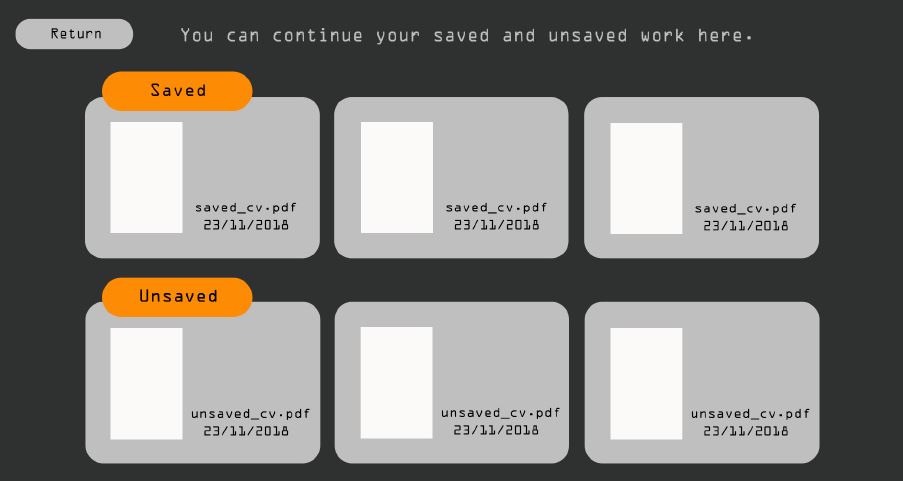 Return
You can continue your saved and unsaved work here.
Saved
saved_cv.pdf
23/11/2018
saved_cv.pdf
23/11/2018
saved_cv.pdf
23/11/2018
Unsaved
unsaved_cv.pdf
23/11/2018
unsaved_cv.pdf
23/11/2018
unsaved_cv.pdf
23/11/2018